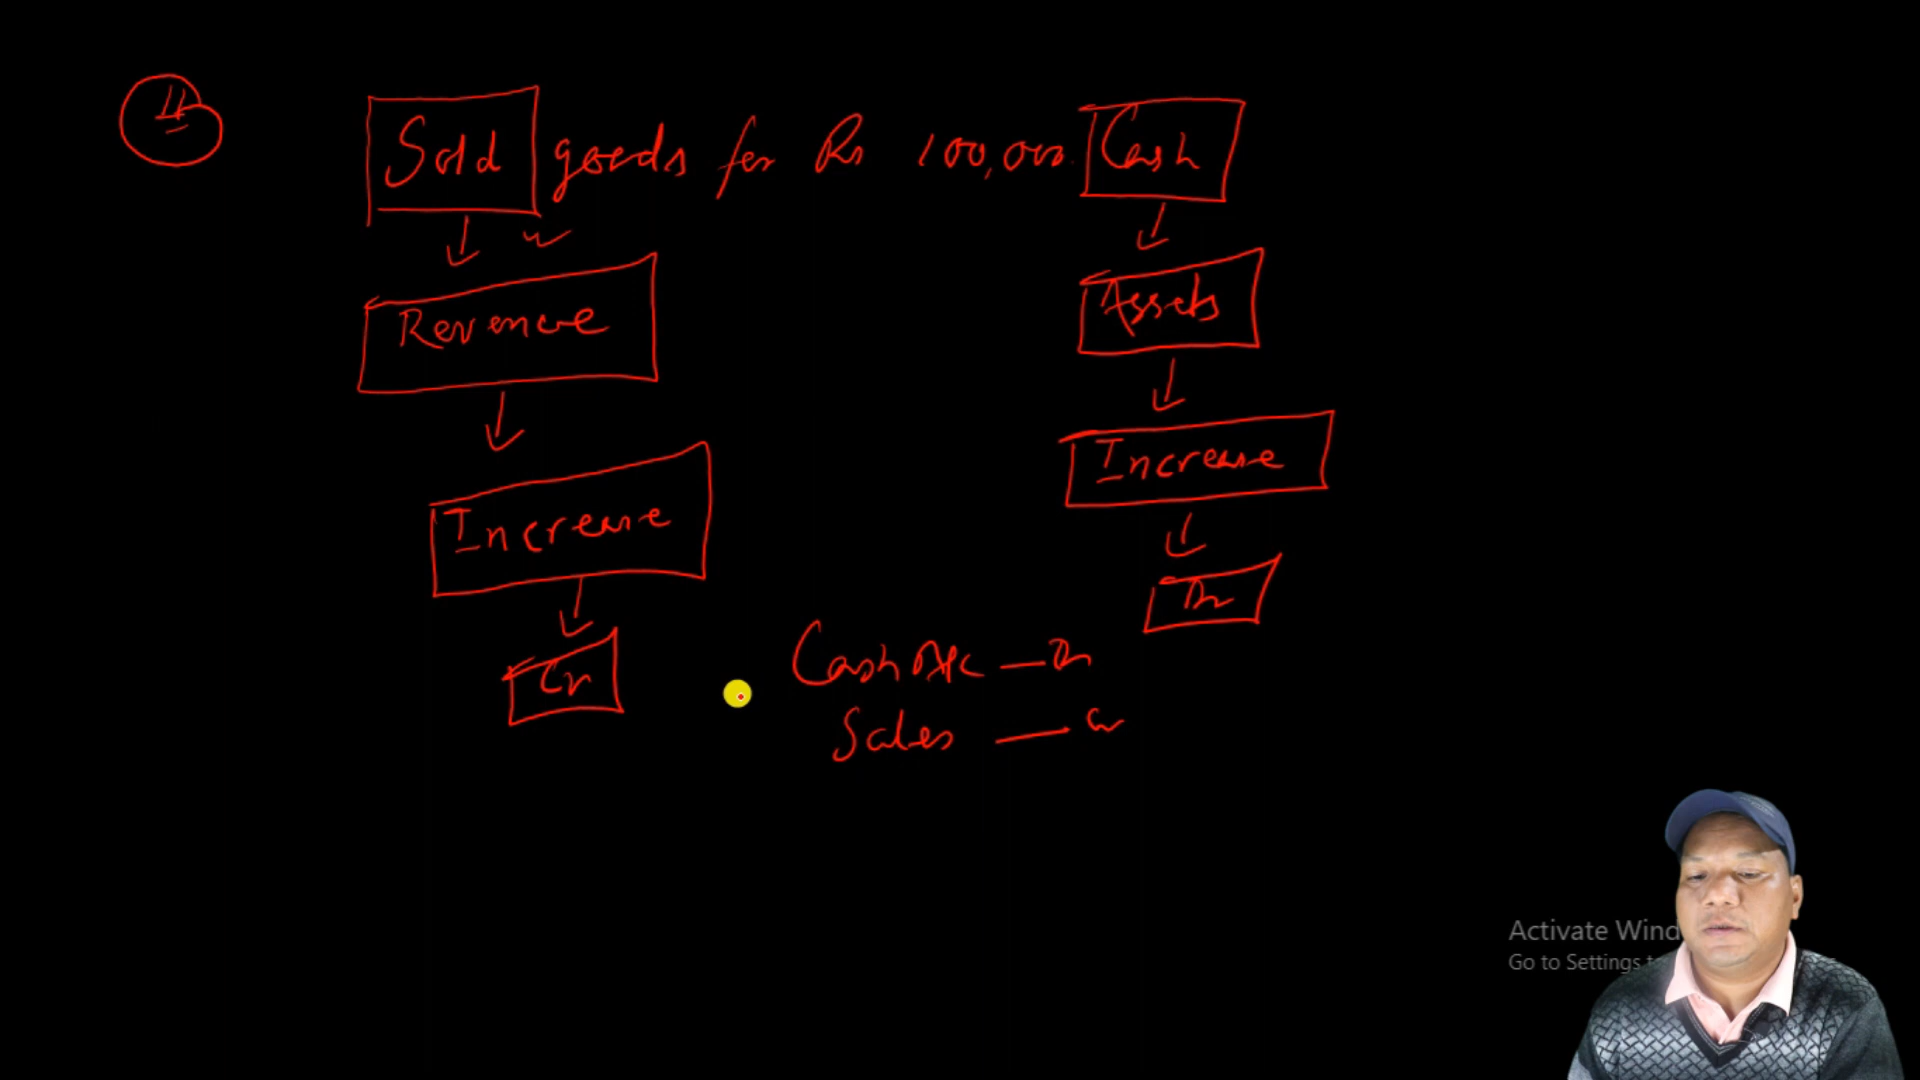 4
Sold goods for Rs 100,000 Cash
Revenue
Assets
Increase
Increase
Cr
Dr
Cash A/c — Dr
Sales — Cr
Activate Wind
Go to Settings